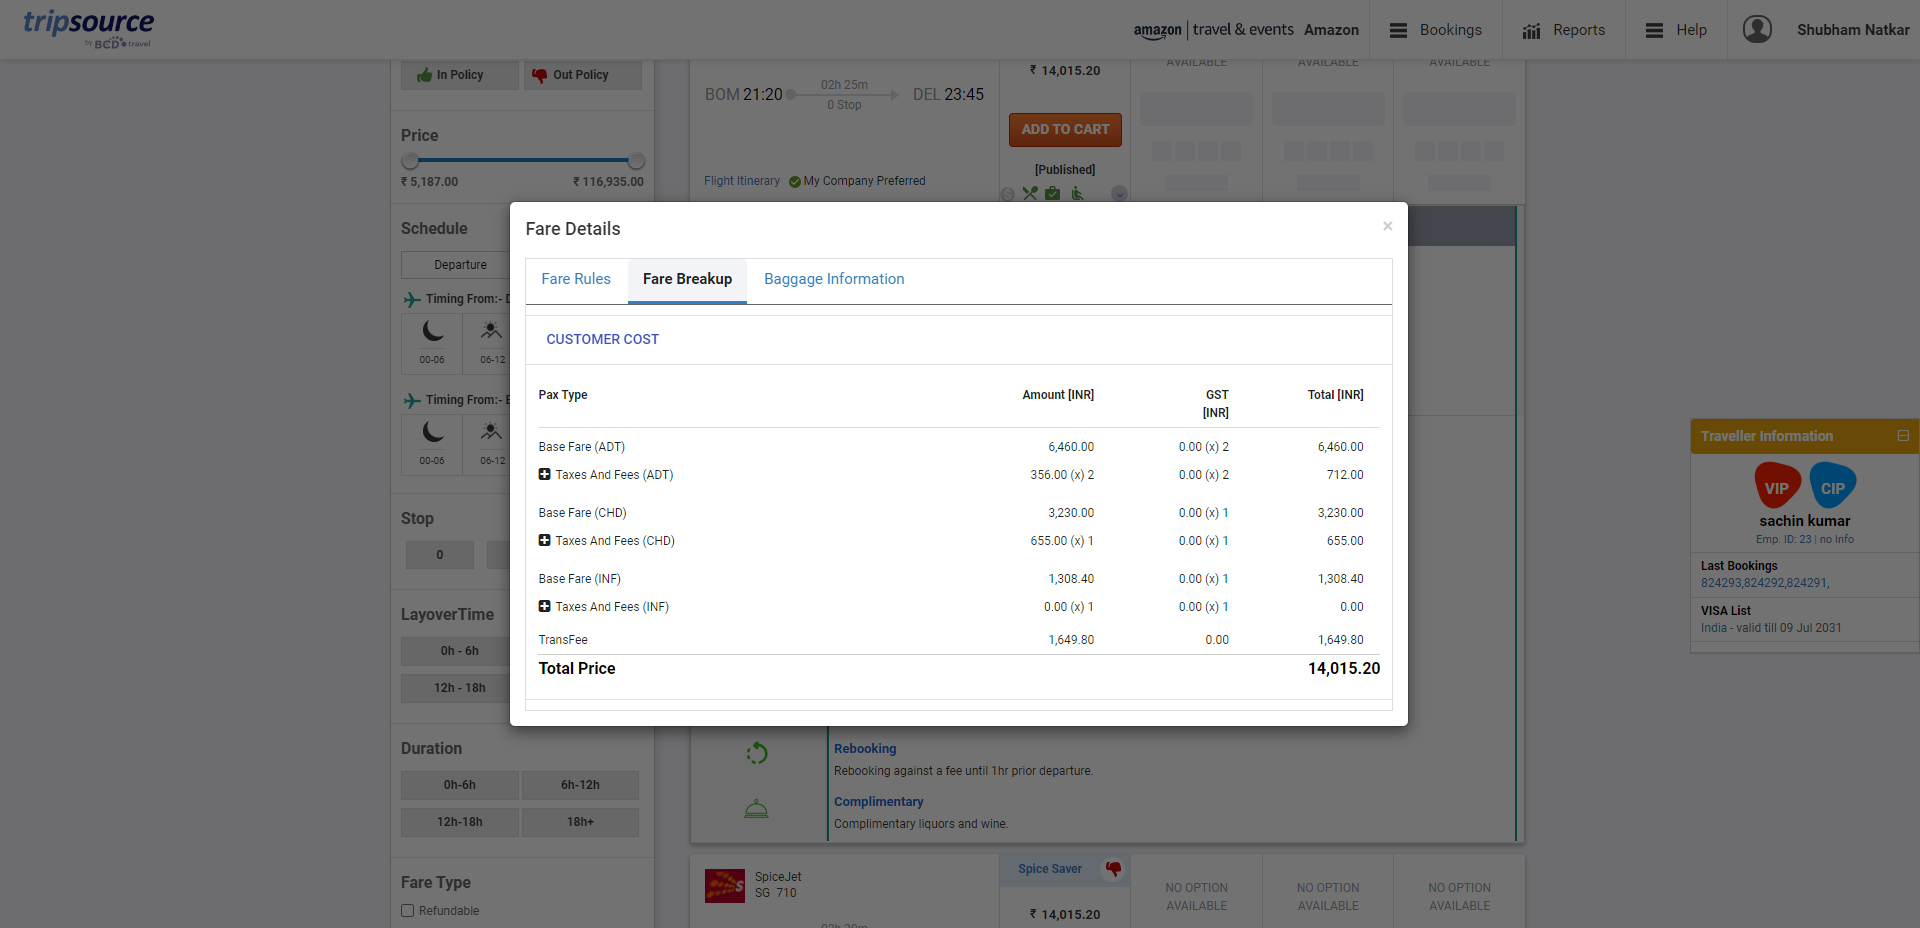 tripsource
by BCD travel
amazon | travel & events Amazon
Bookings
Reports
Help
Shubham Natkar
In Policy
Out Policy
Price
₹ 5,187.00
₹ 116,935.00
Schedule
Departure
Timing From:-
00-06
06-12
Timing From:-
00-06
06-12
Stop
0
LayoverTime
0h - 6h
12h - 18h
Duration
0h-6h
6h-12h
12h-18h
18h+
Fare Type
Refundable
BOM 21:20
02h 25m
0 Stop
DEL 23:45
Flight Itinerary
My Company Preferred
₹ 14,015.20
ADD TO CART
[Published]
AVAILABLE
AVAILABLE
AVAILABLE
Fare Details
×
Fare Rules
Fare Breakup
Baggage Information
CUSTOMER COST
Pax Type Amount [INR] GST [INR] Total [INR]
Base Fare (ADT) 6,460.00 0.00 (x) 2 6,460.00
Taxes And Fees (ADT) 356.00 (x) 2 0.00 (x) 2 712.00
Base Fare (CHD) 3,230.00 0.00 (x) 1 3,230.00
Taxes And Fees (CHD) 655.00 (x) 1 0.00 (x) 1 655.00
Base Fare (INF) 1,308.40 0.00 (x) 1 1,308.40
Taxes And Fees (INF) 0.00 (x) 1 0.00 (x) 1 0.00
TransFee 1,649.80 0.00 1,649.80
Total Price 14,015.20
Rebooking
Rebooking against a fee until 1hr prior departure.
Complimentary
Complimentary liquors and wine.
SpiceJet
SG 710
Spice Saver
₹ 14,015.20
NO OPTION
AVAILABLE
NO OPTION
AVAILABLE
NO OPTION
AVAILABLE
Traveller Information
VIP
CIP
sachin kumar
Emp. ID: 23 | no Info
Last Bookings
824293,824292,824291,
VISA List
India - valid till 09 Jul 2031